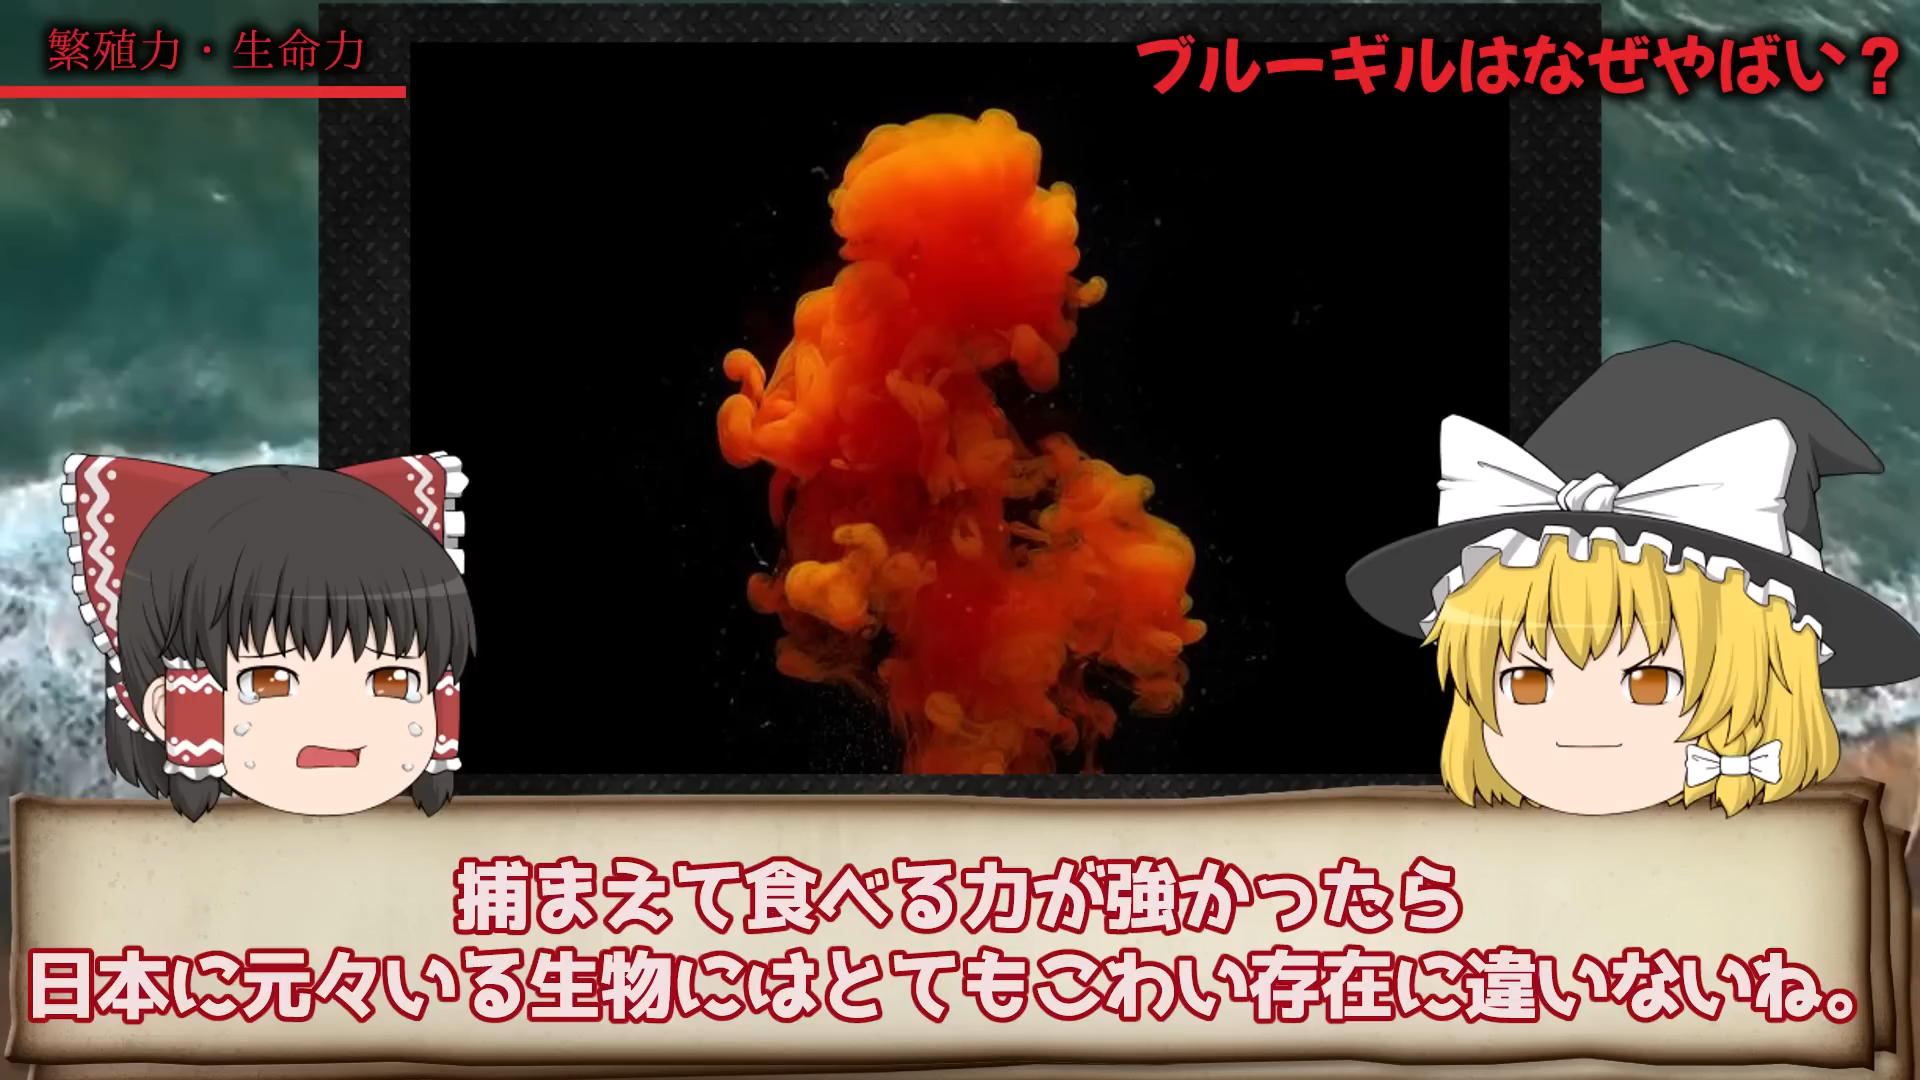 繁殖力・生命力
ブルーギルはなぜやばい？
捕まえて食べる力が強かったら
日本に元々いる生物にはとてもこわい存在に違いないね。